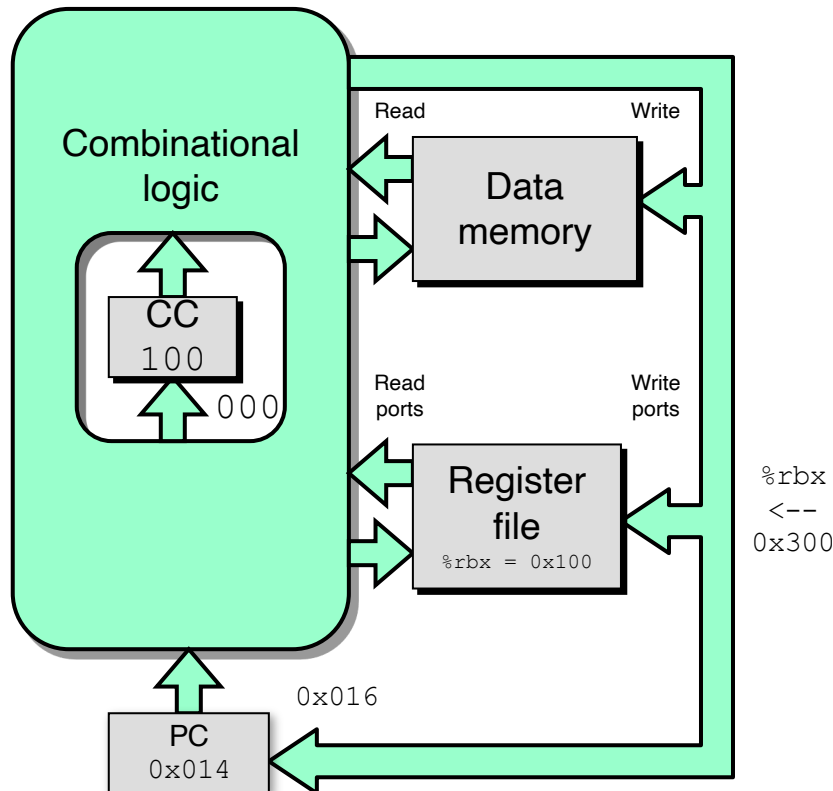 Combinational
logic
Read
Write
Data
memory
CC
100
000
Read
ports
Write
ports
Register
file
%rbx = 0x100
%rbx
<--
0x300
0x016
PC
0x014